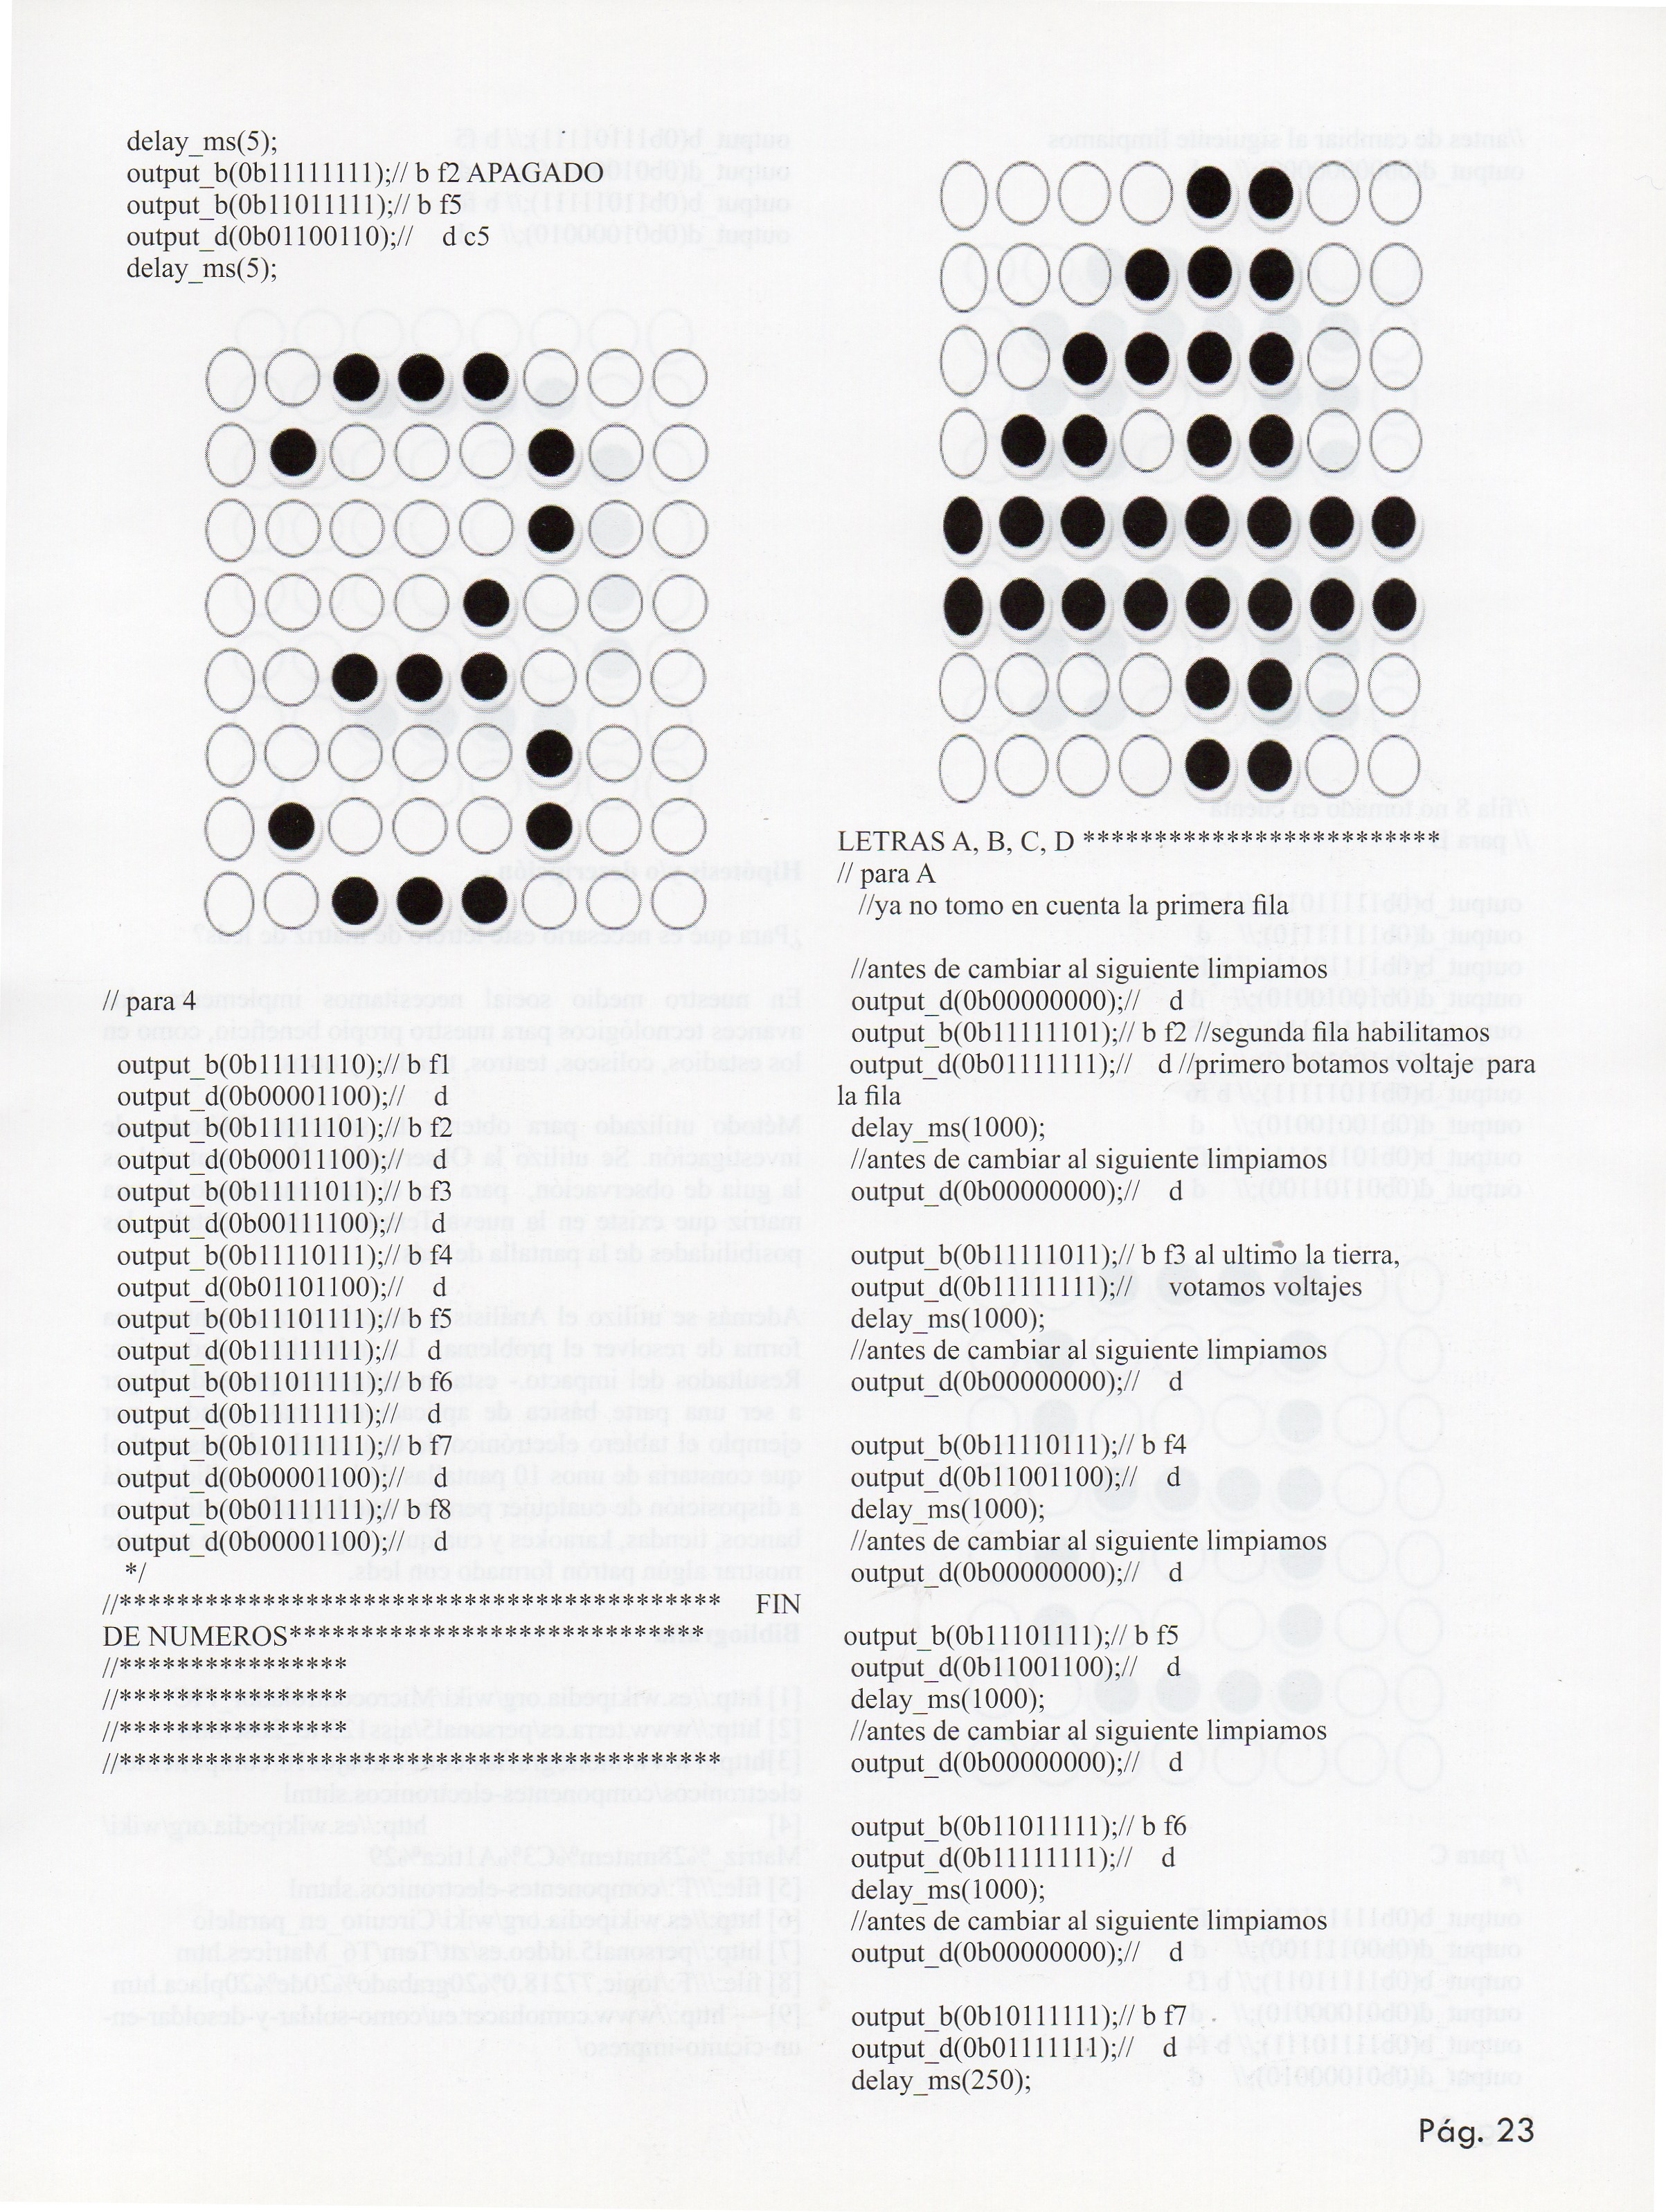 delay_ms(5);
output_b(0b11111111);// b f2 APAGADO
output_b(0b11011111);// b f5
output_d(0b01100110);// d c5
delay_ms(5);
// para 4
output_b(0b11111110);// b f1
output_d(0b00001100);// d
output_b(0b11111101);// b f2
output_d(0b00011100);// d
output_b(0b11111011);// b f3
output_d(0b00111100);// d
output_b(0b11110111);// b f4
output_d(0b01101100);// d
output_b(0b11101111);// b f5
output_d(0b11111111);// d
output_b(0b11011111);// b f6
output_d(0b11111111);// d
output_b(0b10111111);// b f7
output_d(0b00001100);// d
output_b(0b01111111);// b f8
output_d(0b00001100);// d
*/
//****************************************** FIN
DE NUMEROS*****************************
//****************
//****************
//****************
//******************************************
LETRAS A, B, C, D *************************
// para A
//ya no tomo en cuenta la primera fila
//antes de cambiar al siguiente limpiamos
output_d(0b00000000);// d
output_b(0b11111101);// b f2 //segunda fila habilitamos
output_d(0b01111111);// d //primero botamos voltaje para
la fila
delay_ms(1000);
//antes de cambiar al siguiente limpiamos
output_d(0b00000000);// d
output_b(0b11111011);// b f3 al ultimo la tierra,
output_d(0b11111111);// votamos voltajes
delay_ms(1000);
//antes de cambiar al siguiente limpiamos
output_d(0b00000000);// d
output_b(0b11110111);// b f4
output_d(0b11001100);// d
delay_ms(1000);
//antes de cambiar al siguiente limpiamos
output_d(0b00000000);// d
output_b(0b11101111);// b f5
output_d(0b11001100);// d
delay_ms(1000);
//antes de cambiar al siguiente limpiamos
output_d(0b00000000);// d
output_b(0b11011111);// b f6
output_d(0b11111111);// d
delay_ms(1000);
//antes de cambiar al siguiente limpiamos
output_d(0b00000000);// d
output_b(0b10111111);// b f7
output_d(0b01111111);// d
delay_ms(250);
Pág. 23